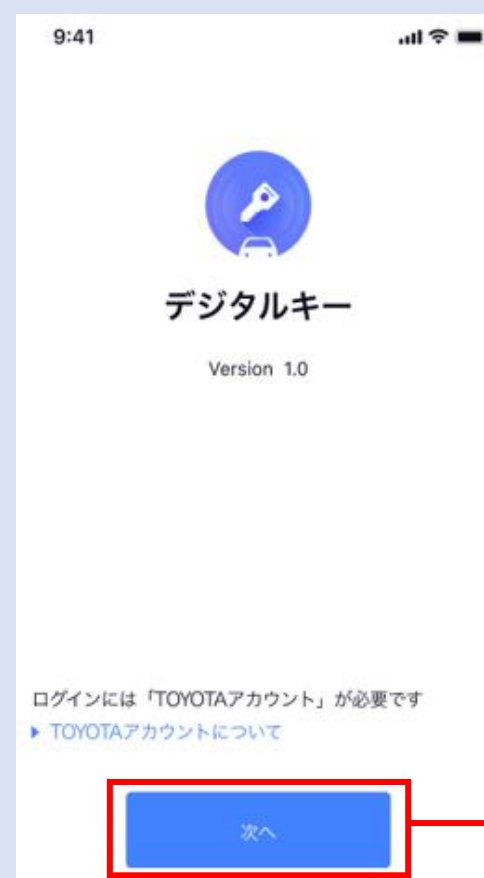 9:41
デジタルキー
Version 1.0
ログインには「TOYOTAアカウント」が必要です
TOYOTAアカウントについて
次へ